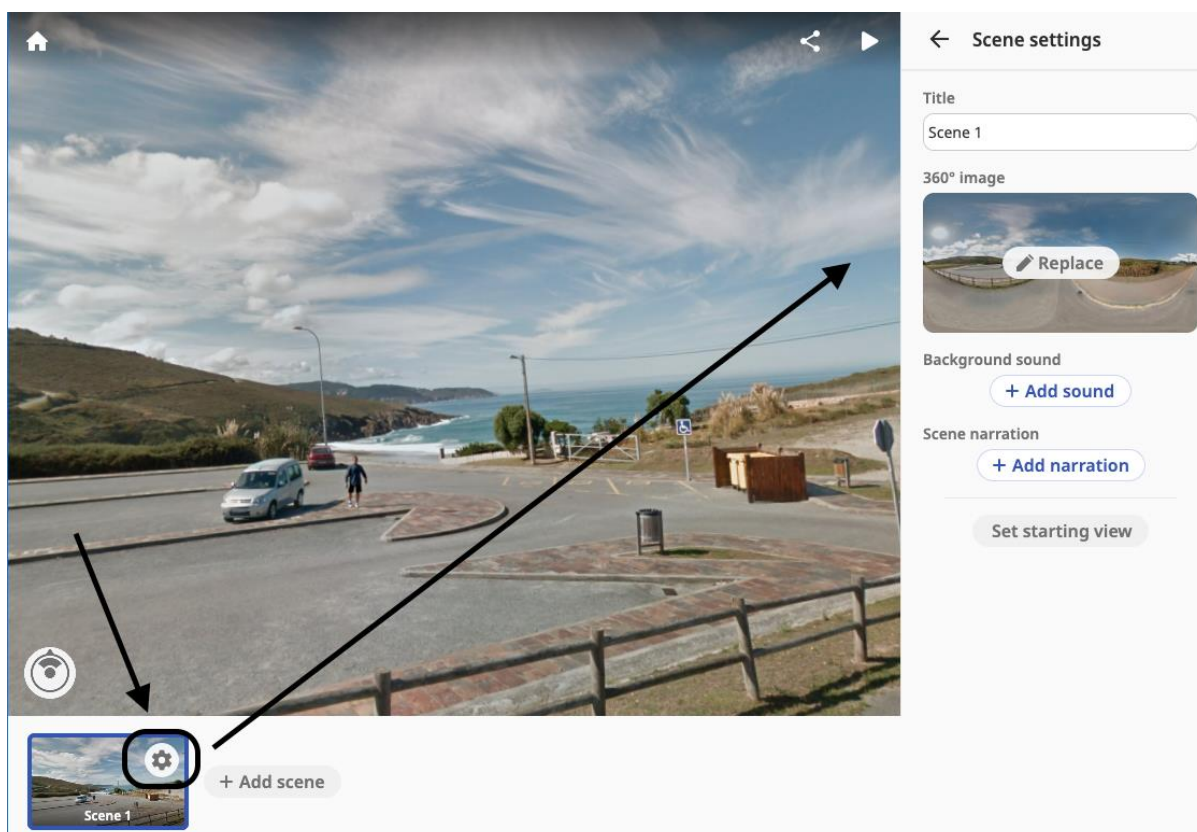 Scene settings
Title
Scene 1
360° image
Replace
Background sound
+ Add sound
Scene narration
+ Add narration
Set starting view
Scene 1
+ Add scene